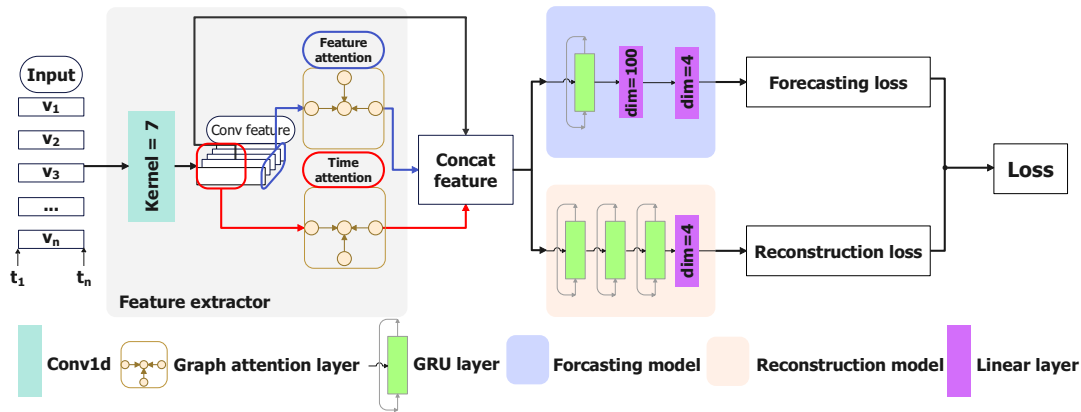 Input
v1
v2
v3
...
vn
t1
tn
Kernel = 7
Conv feature
Feature
attention
Time
attention
Feature extractor
Concat
feature
dim=100
dim=4
dim=4
Forecasting loss
Reconstruction loss
Loss
Conv1d
Graph attention layer
GRU layer
Forcasting model
Reconstruction model
Linear layer